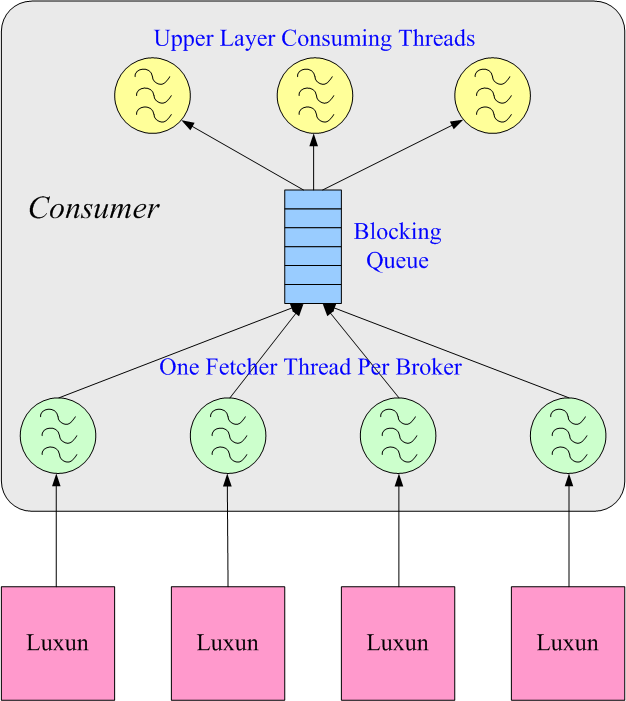 Upper Layer Consuming Threads
Consumer
Blocking
Queue
One Fetcher Thread Per Broker
Luxun
Luxun
Luxun
Luxun